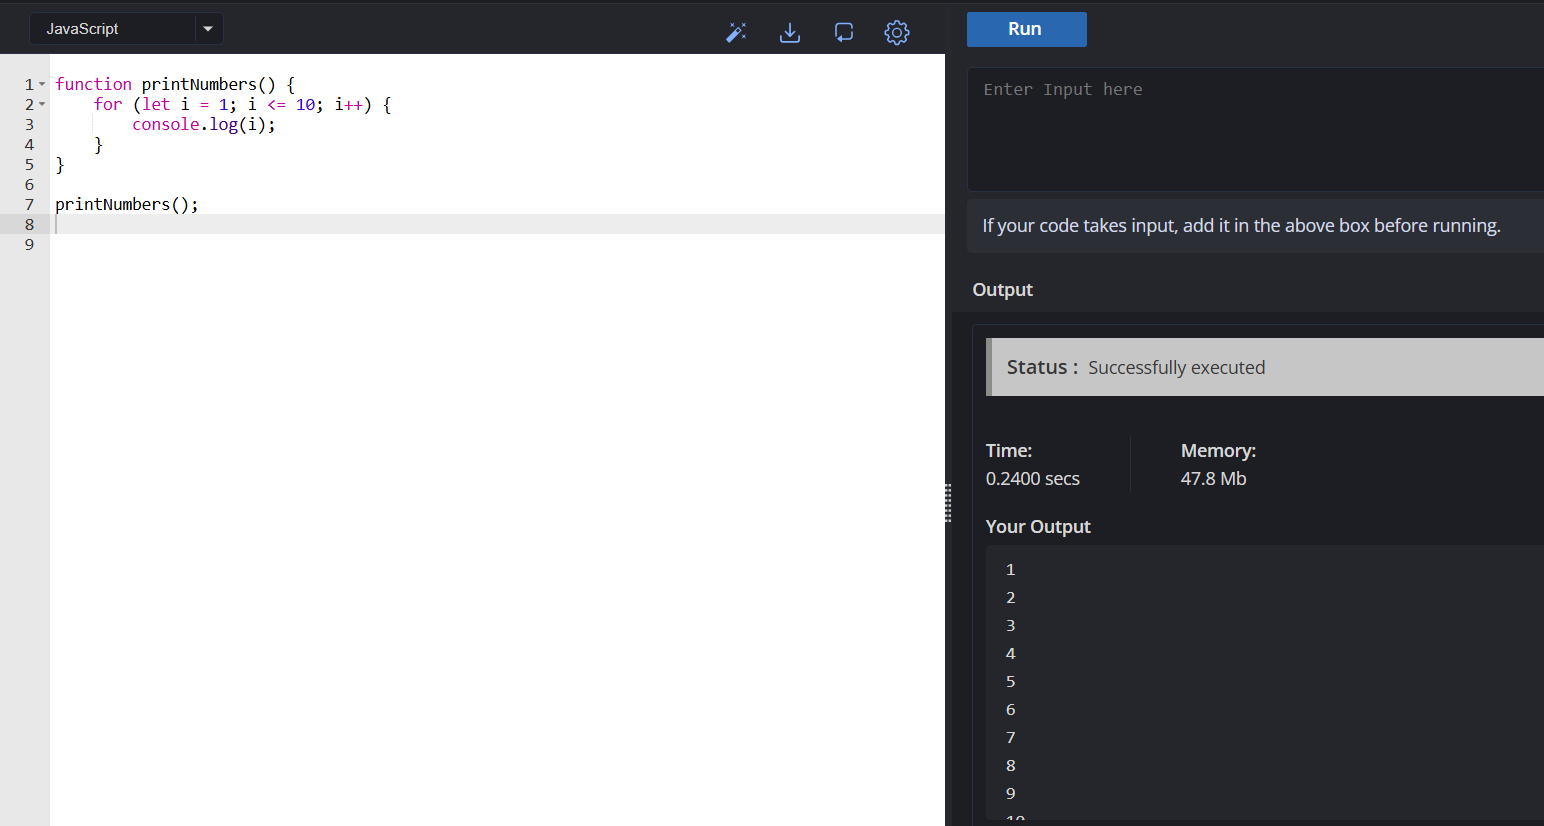 JavaScript
Run
1 function printNumbers() {
2     for (let i = 1; i <= 10; i++) {
3         console.log(i);
4     }
5 }
6
7 printNumbers();
8
9
Enter Input here
If your code takes input, add it in the above box before running.
Output
Status : Successfully executed
Time:
0.2400 secs
Memory:
47.8 Mb
Your Output
1
2
3
4
5
6
7
8
9
10